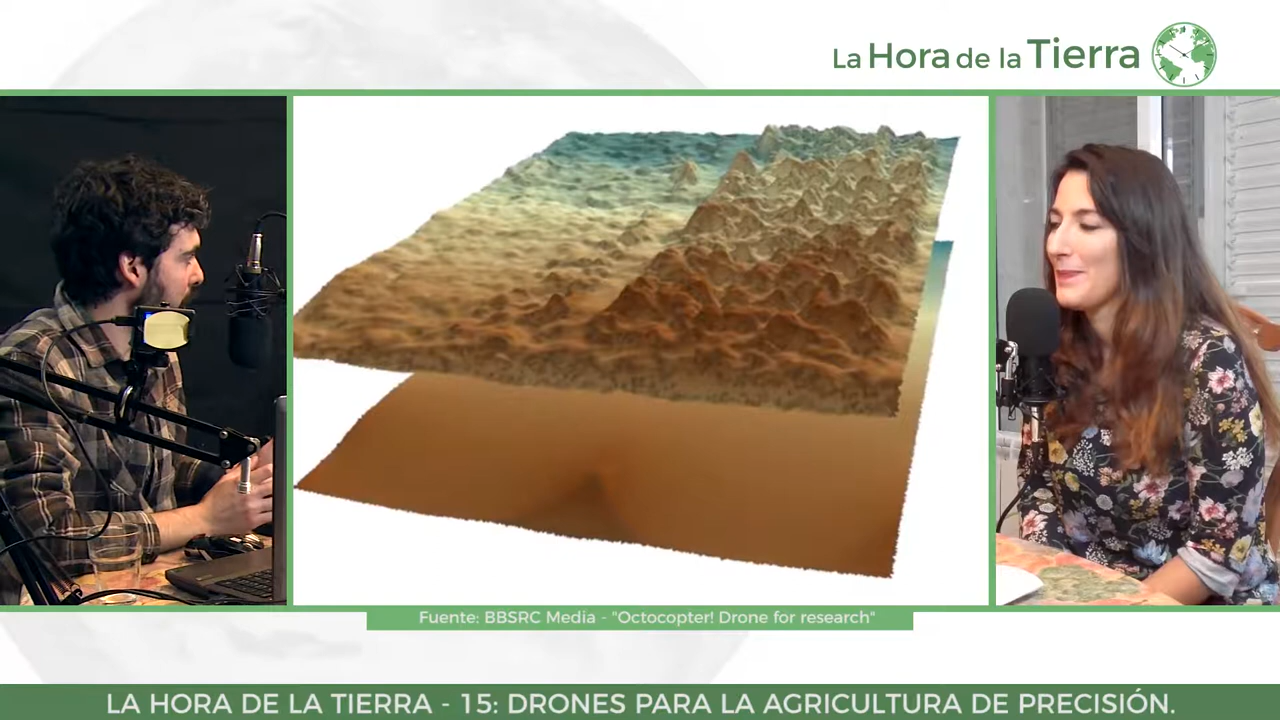 La Hora de la Tierra
Fuente: BBSRC Media - "Octocopter! Drone for research"
LA HORA DE LA TIERRA - 15: DRONES PARA LA AGRICULTURA DE PRECISIÓN.